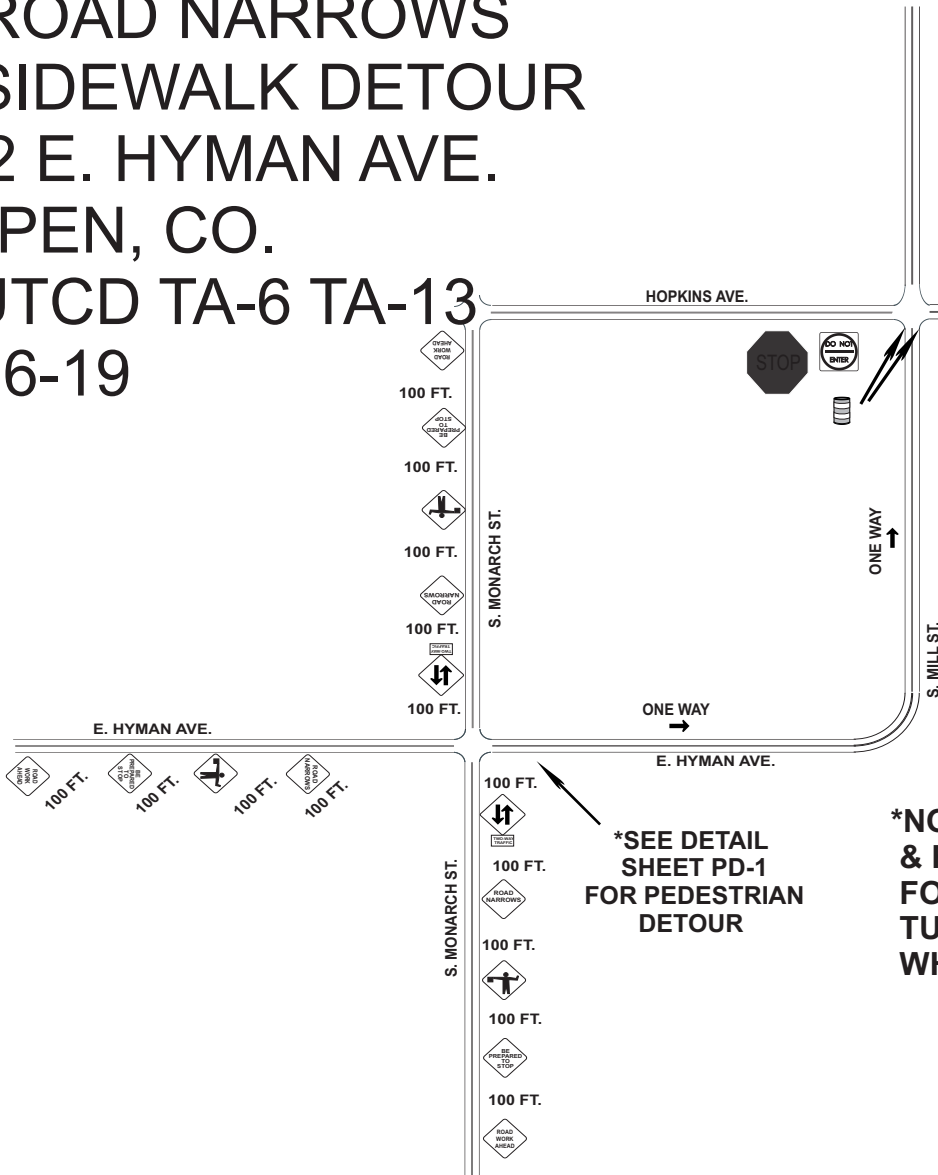 ROAD NARROWS
SIDEWALK DETOUR
2 E. HYMAN AVE.
PEN, CO.
UTCD TA-6 TA-13
6-19
HOPKINS AVE.
ROAD
WORK
AHEAD
100 FT.
BE
PREPARED
TO
STOP
100 FT.
100 FT.
ROAD
NARROWS
100 FT.
TWO-WAY
TRAFFIC
100 FT.
S. MONARCH ST.
STOP
DO NOT
ENTER
ONE WAY
S. MILL ST.
ONE WAY
E. HYMAN AVE.
E. HYMAN AVE.
ROAD
WORK
AHEAD
100 FT.
BE
PREPARED
TO
STOP
100 FT.
100 FT.
ROAD
NARROWS
100 FT.
100 FT.
TWO-WAY
TRAFFIC
100 FT.
ROAD
NARROWS
100 FT.
100 FT.
BE
PREPARED
TO
STOP
100 FT.
ROAD
WORK
AHEAD
S. MONARCH ST.
*SEE DETAIL
SHEET PD-1
FOR PEDESTRIAN
DETOUR
*NO
&
FO
TU
WH